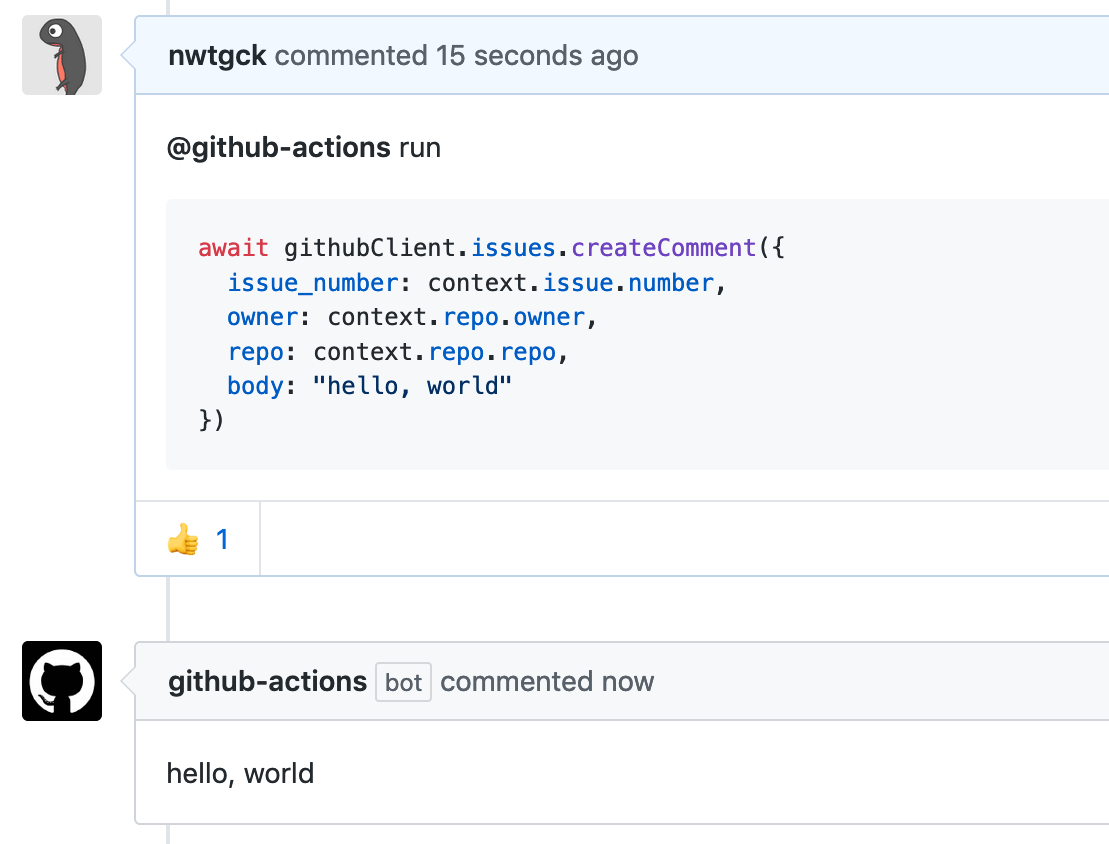 nwtgck commented 15 seconds ago
@github-actions run
await githubClient.issues.createComment({
  issue_number: context.issue.number,
  owner: context.repo.owner,
  repo: context.repo.repo,
  body: "hello, world"
})
👍 1
github-actions bot commented now
hello, world